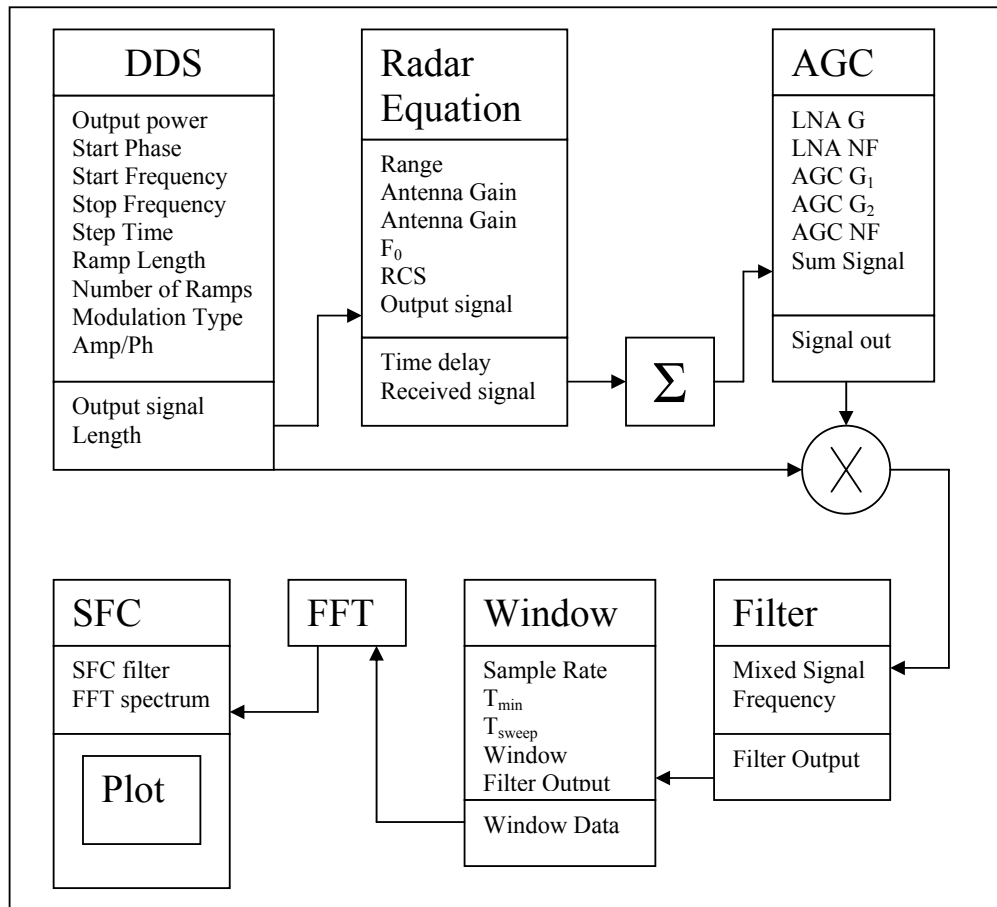 DDS
Output power
Start Phase
Start Frequency
Stop Frequency
Step Time
Ramp Length
Number of Ramps
Modulation Type
Amp/Ph
Output signal
Length
Radar
Equation
Range
Antenna Gain
Antenna Gain
F₀
RCS
Output signal
Time delay
Received signal
Σ
AGC
LNA G
LNA NF
AGC G₁
AGC G₂
AGC NF
Sum Signal
Signal out
SFC
SFC filter
FFT spectrum
Plot
FFT
Window
Sample Rate
Tmin
Tsweep
Window
Filter Output
Window Data
Filter
Mixed Signal
Frequency
Filter Output